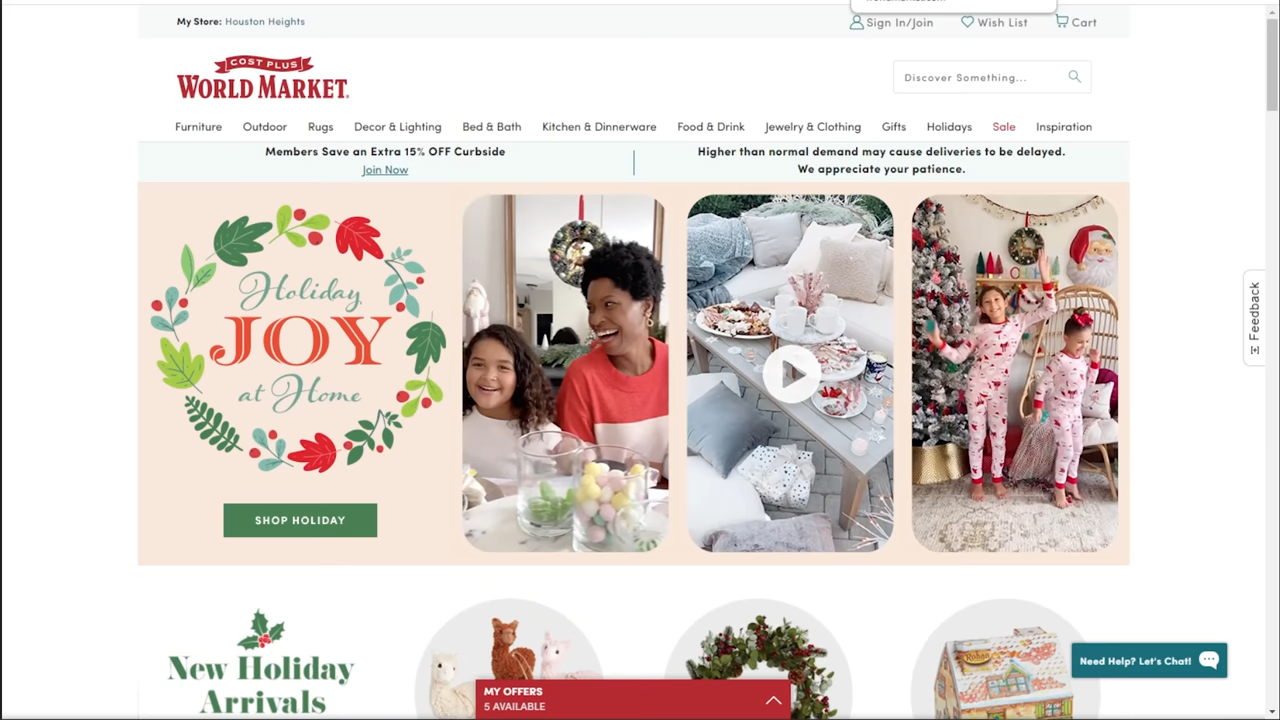 My Store: Houston Heights
Sign In/Join
Wish List
Cart
COST PLUS
WORLD MARKET.
Discover Something...
Furniture
Outdoor
Rugs
Decor & Lighting
Bed & Bath
Kitchen & Dinnerware
Food & Drink
Jewelry & Clothing
Gifts
Holidays
Sale
Inspiration
Members Save an Extra 15% OFF Curbside
Join Now
Higher than normal demand may cause deliveries to be delayed.
We appreciate your patience.
Holiday
JOY
at Home
SHOP HOLIDAY
Feedback
New Holiday
Arrivals
MY OFFERS
5 AVAILABLE
Need Help? Let's Chat!